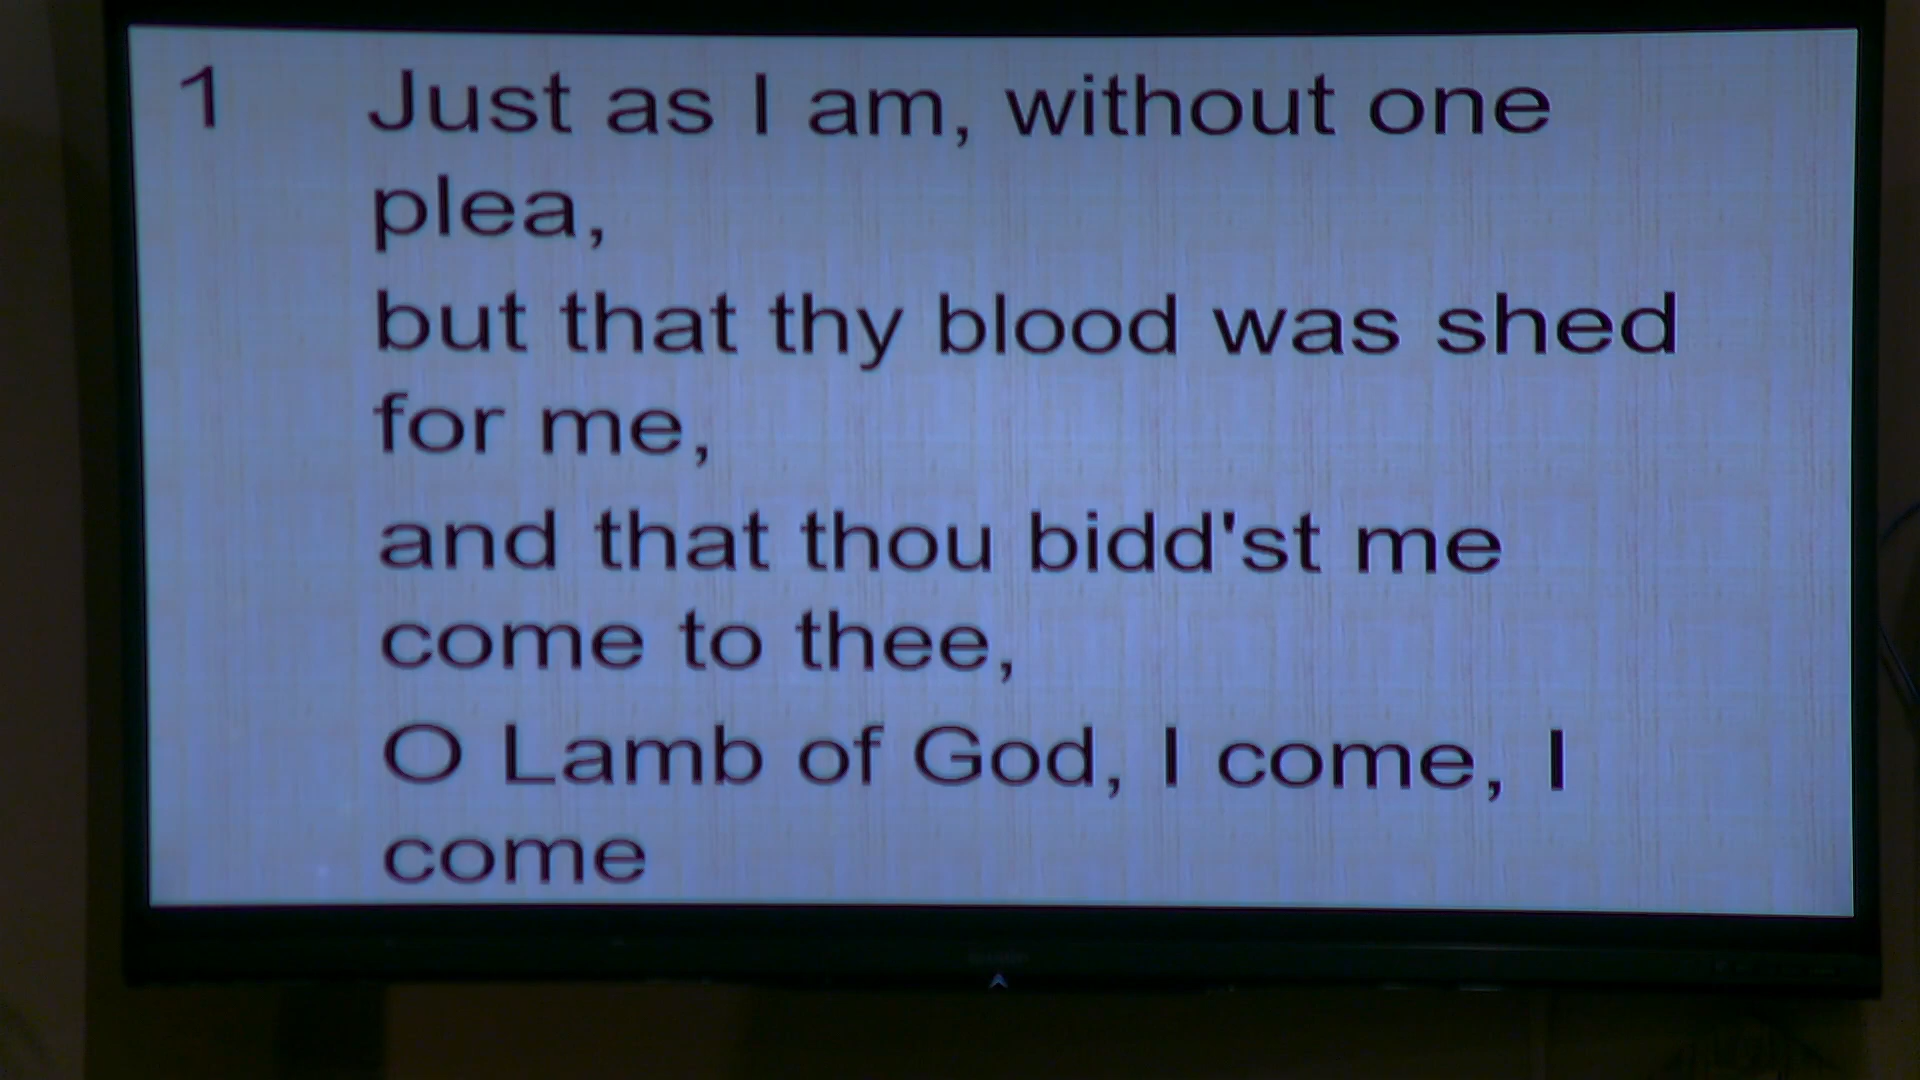 1 Just as I am, without one
plea,
but that thy blood was shed
for me,
and that thou bidd'st me
come to thee,
O Lamb of God, I come, I
come